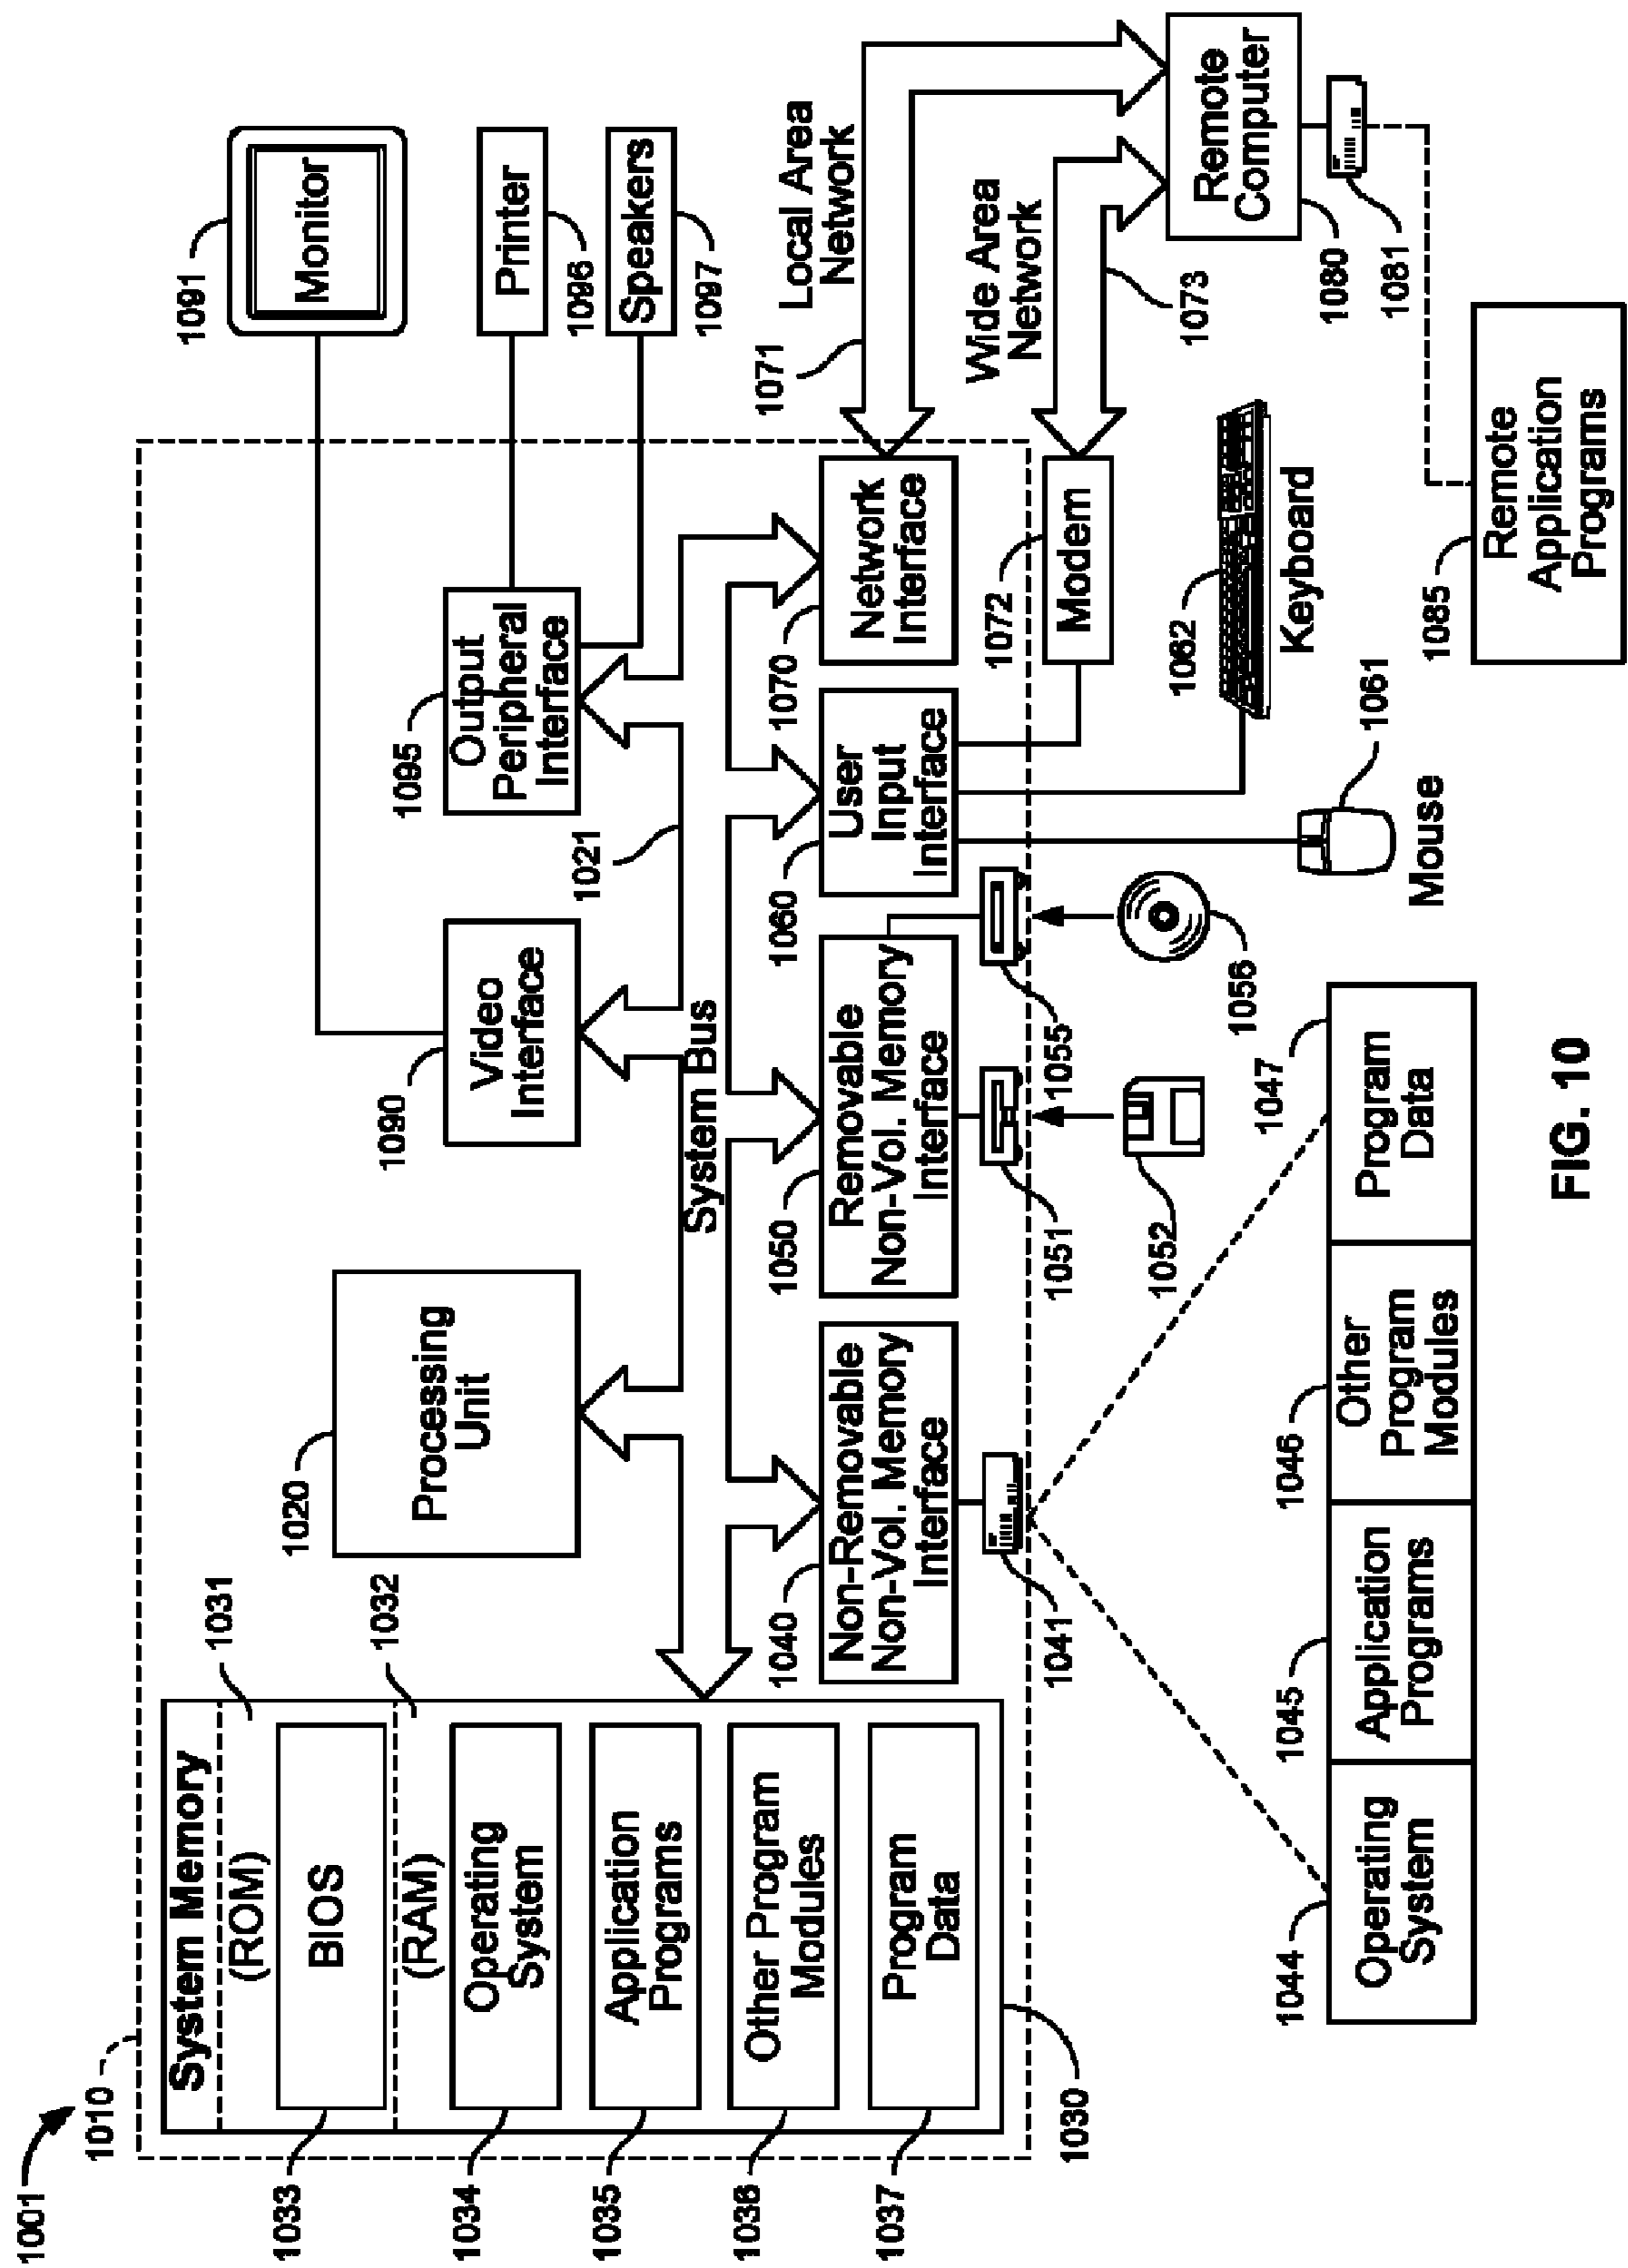 1001
1010
System Memory
(ROM)
1031
BIOS
1033
(RAM)
1032
Operating
System
1034
Application
Programs
1035
Other Program
Modules
1036
Program
Data
1037
1030
1020
Processing
Unit
1090
Video
Interface
1095
Output
Peripheral
Interface
1091
Monitor
Printer
1096
Speakers
1097
1021
System Bus
1040
Non-Removable
Non-Vol. Memory
Interface
1050
Removable
Non-Vol. Memory
Interface
1060
User
Input
Interface
1070
Network
Interface
1071
Local Area
Network
Wide Area
Network
1073
1072
Modem
Remote
Computer
1080
1081
1041
1051
1055
1052
1056
1062
Keyboard
1061
Mouse
1044
Operating
System
1045
Application
Programs
1046
Other
Program
Modules
1047
Program
Data
1085
Remote
Application
Programs
FIG. 10